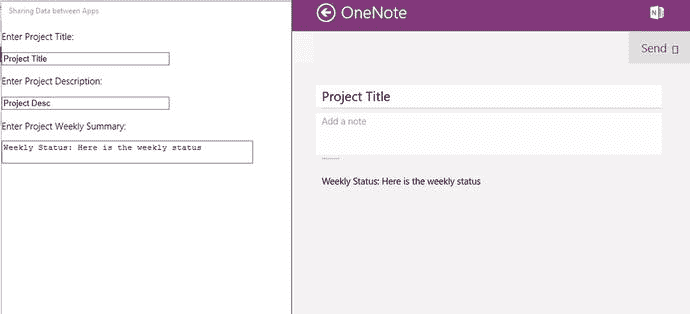 Sharing Data between Apps
Enter Project Title:
Project Title
Enter Project Description:
Project Desc
Enter Project Weekly Summary:
Weekly Status: Here is the weekly status
OneNote
N
Send
Project Title
Add a note
Weekly Status: Here is the weekly status